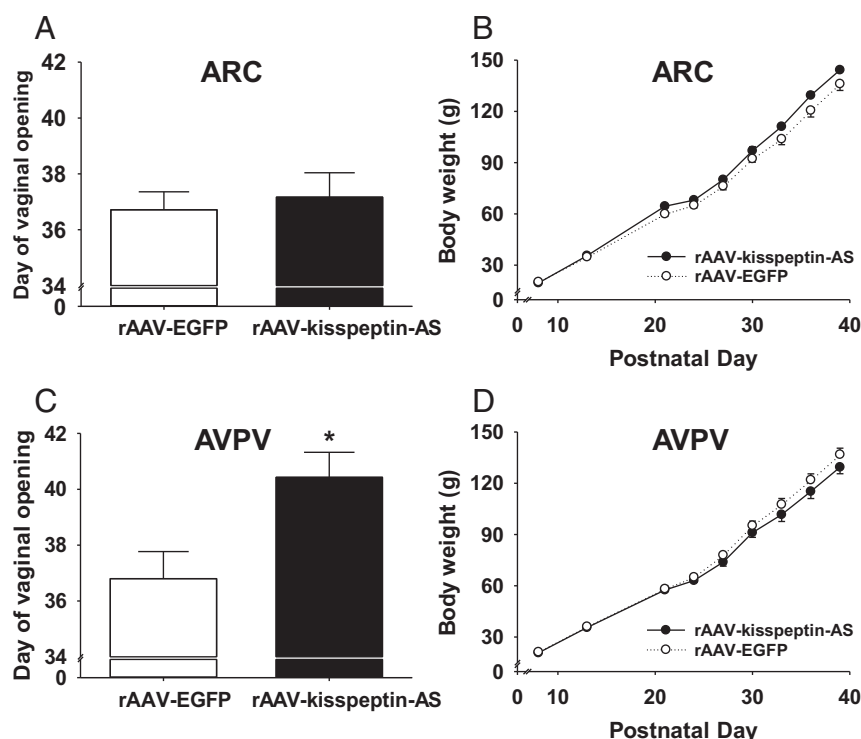 A
ARC
Day of vaginal opening
42
40
38
36
34
0
rAAV-EGFP
rAAV-kisspeptin-AS
B
ARC
Body weight (g)
150
120
90
60
30
0
rAAV-kisspeptin-AS
rAAV-EGFP
0 10 20 30 40
Postnatal Day
C
AVPV
Day of vaginal opening
42
40
38
36
34
0
*
rAAV-EGFP
rAAV-kisspeptin-AS
D
AVPV
Body weight (g)
150
120
90
60
30
0
rAAV-kisspeptin-AS
rAAV-EGFP
0 10 20 30 40
Postnatal Day